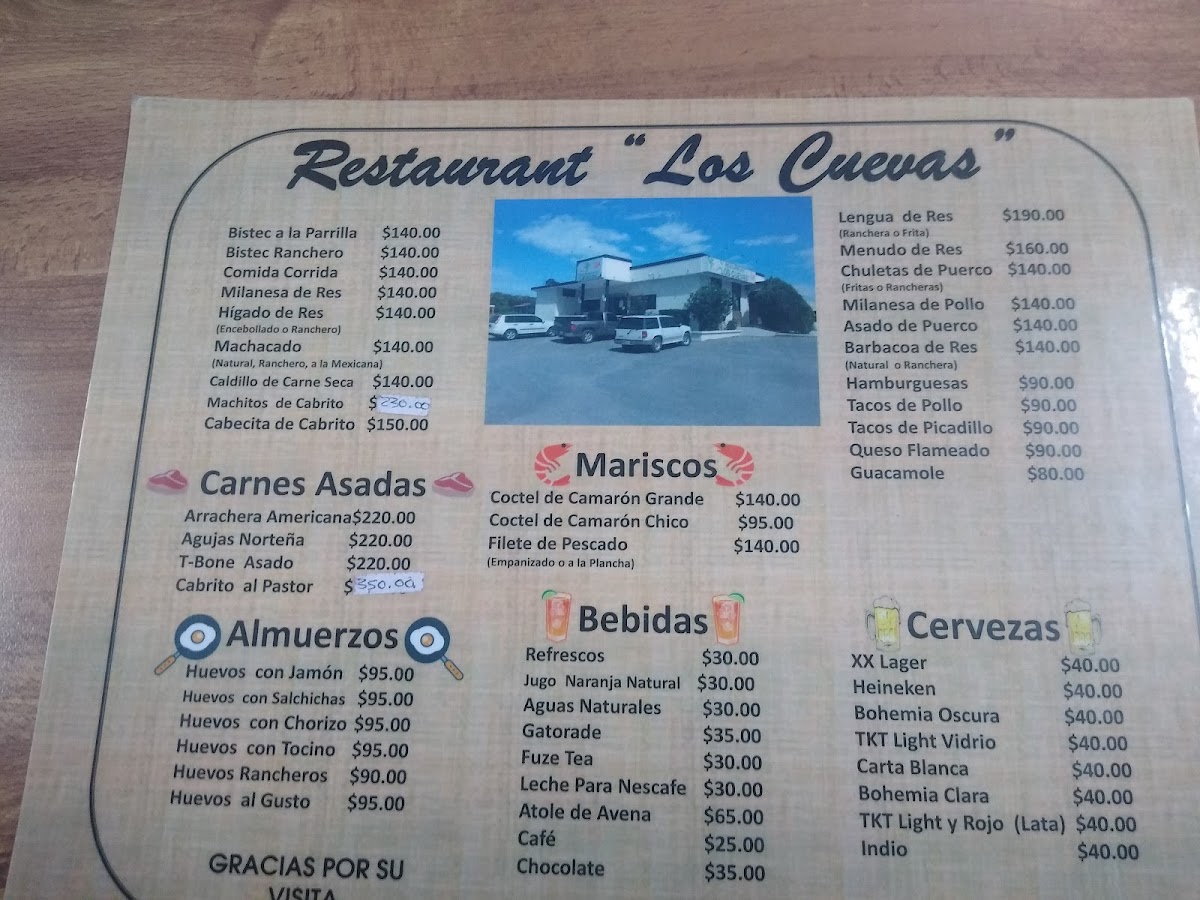 Restaurant "Los Cuevas"
Bistec a la Parrilla $140.00
Bistec Ranchero $140.00
Comida Corrida $140.00
Milanesa de Res $140.00
Hígado de Res $140.00
(Encebollado o Ranchero)
Machacado $140.00
(Natural, Ranchero, a la Mexicana)
Caldillo de Carne Seca $140.00
Machitos de Cabrito $230.00
Cabecita de Cabrito $150.00
Carnes Asadas
Arrachera Americana $220.00
Agujas Norteña $220.00
T-Bone Asado $220.00
Cabrito al Pastor $350.00
Almuerzos
Huevos con Jamón $95.00
Huevos con Salchichas $95.00
Huevos con Chorizo $95.00
Huevos con Tocino $95.00
Huevos Rancheros $90.00
Huevos al Gusto $95.00
GRACIAS POR SU
VISITA
Mariscos
Coctel de Camarón Grande $140.00
Coctel de Camarón Chico $95.00
Filete de Pescado $140.00
(Empanizado o a la Plancha)
Bebidas
Refrescos $30.00
Jugo Naranja Natural $30.00
Aguas Naturales $30.00
Gatorade $35.00
Fuze Tea $30.00
Leche Para Nescafe $30.00
Atole de Avena $65.00
Café $25.00
Chocolate $35.00
Lengua de Res $190.00
(Ranchera o Frita)
Menudo de Res $160.00
Chuletas de Puerco $140.00
(Fritas o Rancheras)
Milanesa de Pollo $140.00
Asado de Puerco $140.00
Barbacoa de Res $140.00
(Natural o Ranchera)
Hamburguesas $90.00
Tacos de Pollo $90.00
Tacos de Picadillo $90.00
Queso Flameado $90.00
Guacamole $80.00
Cervezas
XX Lager $40.00
Heineken $40.00
Bohemia Oscura $40.00
TKT Light Vidrio $40.00
Carta Blanca $40.00
Bohemia Clara $40.00
TKT Light y Rojo (Lata) $40.00
Indio $40.00